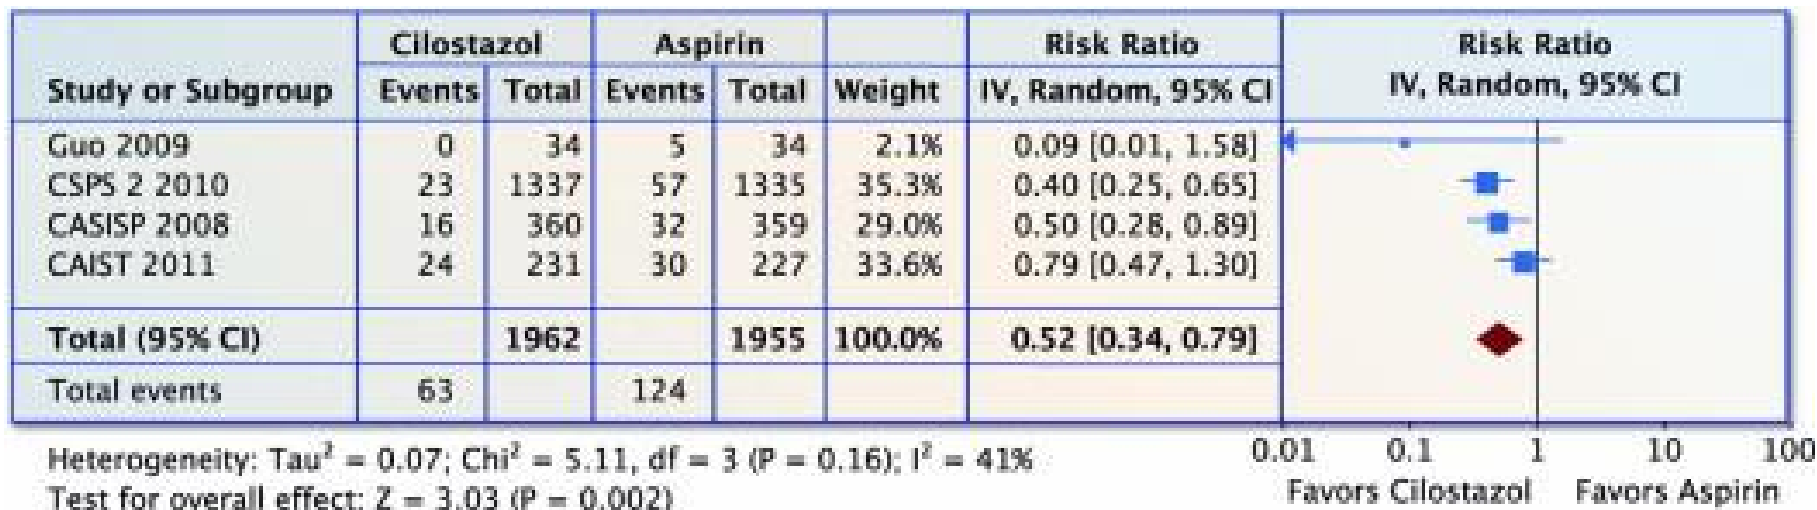 Cilostazol Aspirin Risk Ratio Risk Ratio
Study or Subgroup Events Total Events Total Weight IV, Random, 95% CI IV, Random, 95% CI
Guo 2009 0 34 5 34 2.1% 0.09 [0.01, 1.58]
CSPS 2 2010 23 1337 57 1335 35.3% 0.40 [0.25, 0.65]
CASISP 2008 16 360 32 359 29.0% 0.50 [0.28, 0.89]
CAIST 2011 24 231 30 227 33.6% 0.79 [0.47, 1.30]
Total (95% CI) 1962 1955 100.0% 0.52 [0.34, 0.79]
Total events 63 124
Heterogeneity: Tau² = 0.07; Chi² = 5.11, df = 3 (P = 0.16); I² = 41%
Test for overall effect: Z = 3.03 (P = 0.002)
0.01 0.1 1 10 100
Favors Cilostazol Favors Aspirin